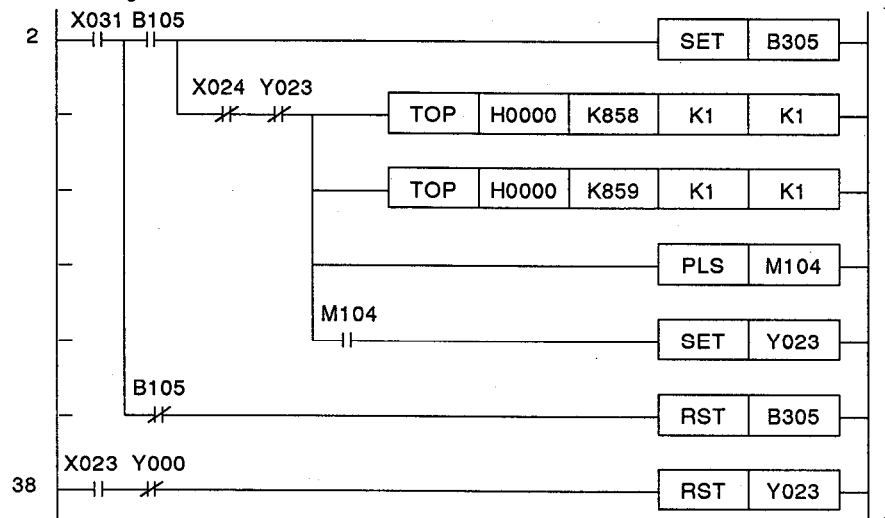 X031 B105
2 SET B305
X024 Y023
TOP H0000 K858 K1 K1
TOP H0000 K859 K1 K1
PLS M104
M104
SET Y023
B105
RST B305
X023 Y000
38 RST Y023